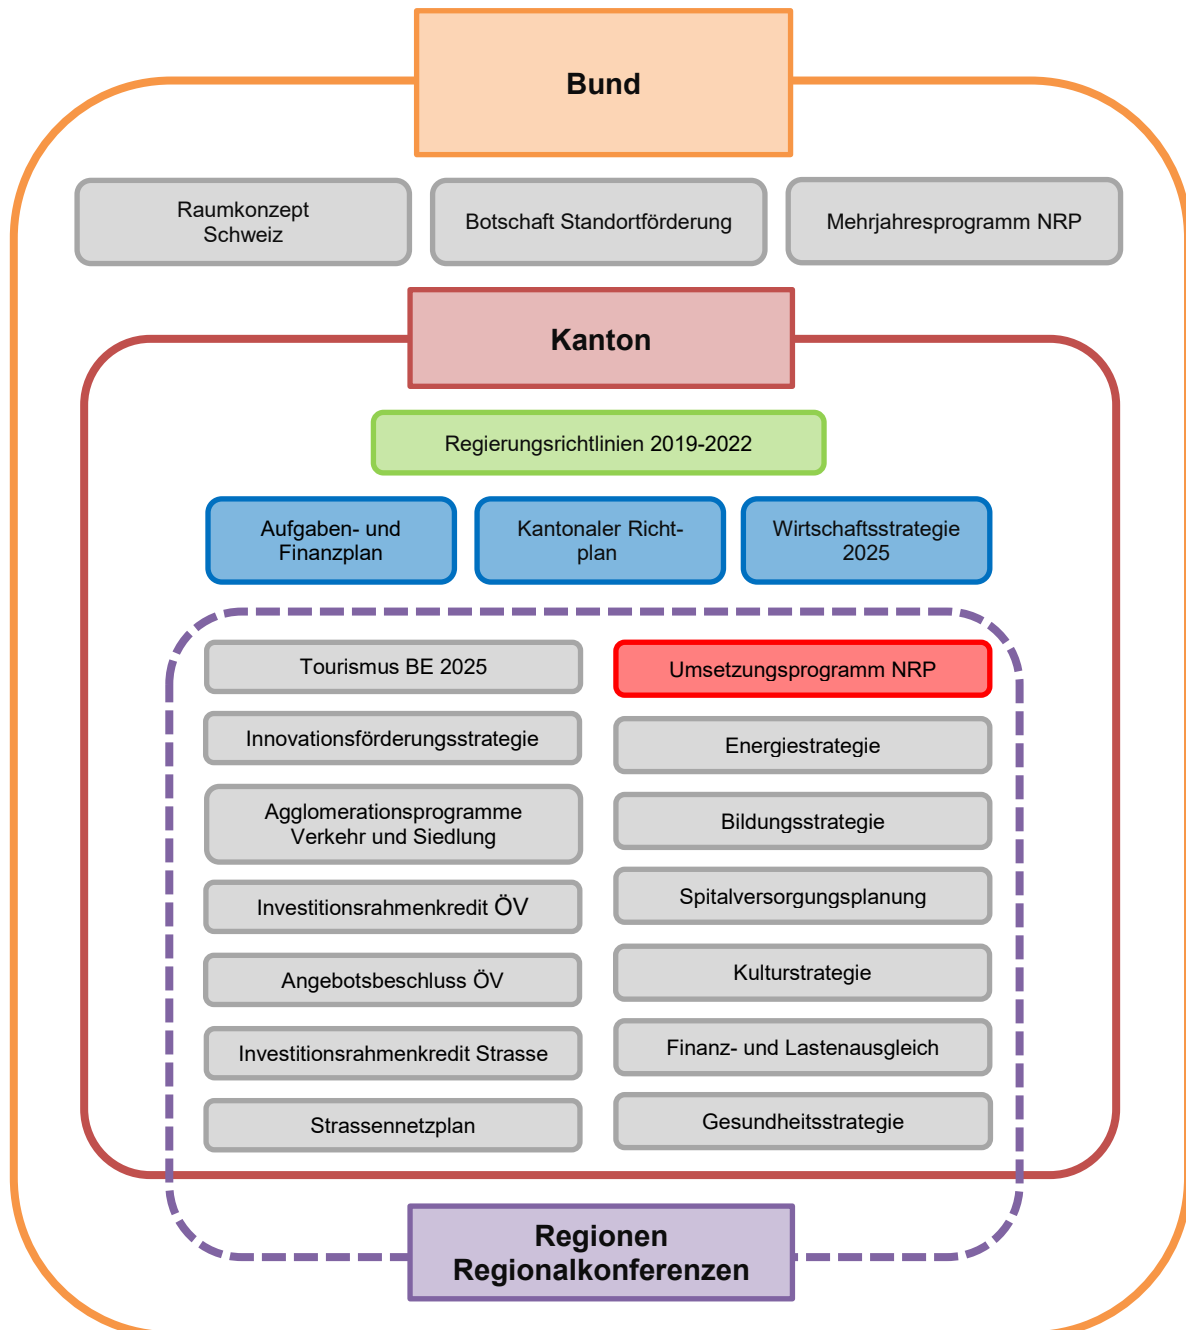 Bund
Raumkonzept
Schweiz
Botschaft Standortförderung
Mehrjahresprogramm NRP
Kanton
Regierungsrichtlinien 2019-2022
Aufgaben- und
Finanzplan
Kantonaler Richt-
plan
Wirtschaftsstrategie
2025
Tourismus BE 2025
Umsetzungsprogramm NRP
Innovationsförderungsstrategie
Energiestrategie
Agglomerationsprogramme
Verkehr und Siedlung
Bildungsstrategie
Investitionsrahmenkredit ÖV
Spitalversorgungsplanung
Angebotsbeschluss ÖV
Kulturstrategie
Investitionsrahmenkredit Strasse
Finanz- und Lastenausgleich
Strassennetzplan
Gesundheitsstrategie
Regionen
Regionalkonferenzen